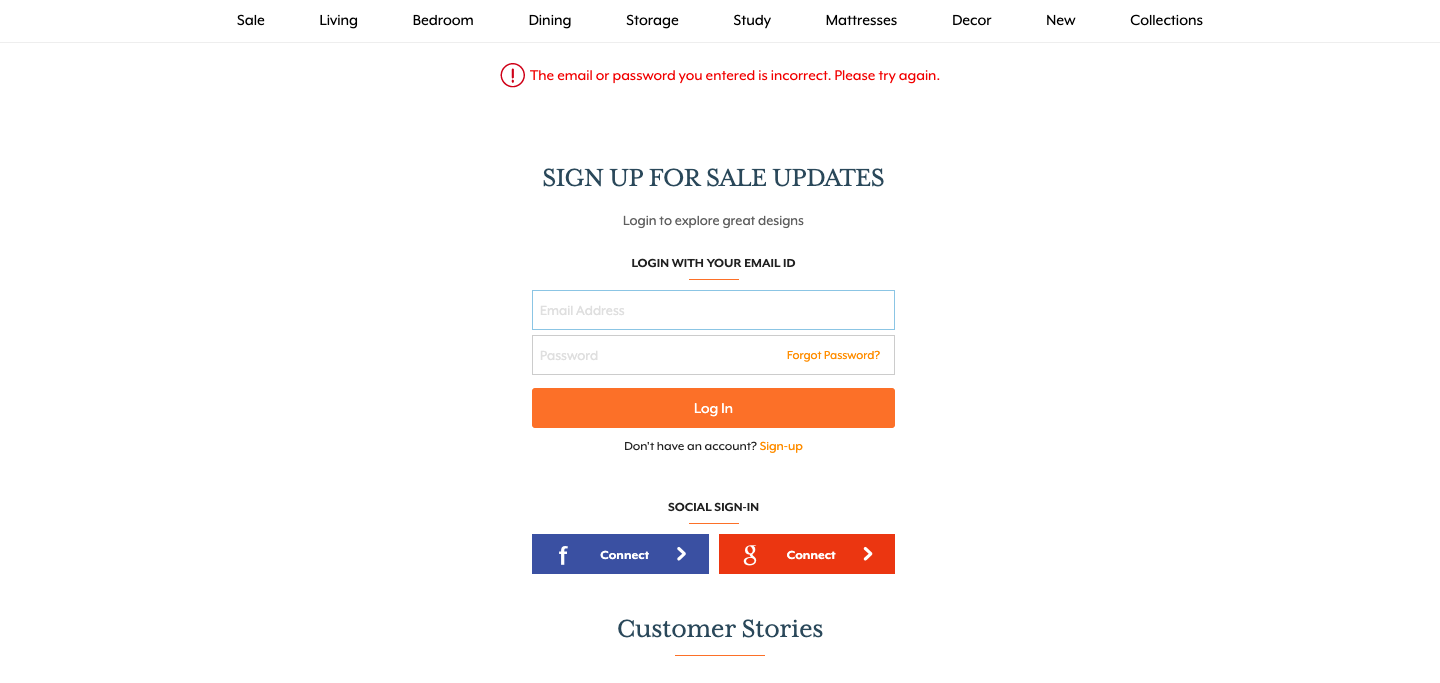 Sale Living Bedroom Dining Storage Study Mattresses Decor New Collections
The email or password you entered is incorrect. Please try again.
SIGN UP FOR SALE UPDATES
Login to explore great designs
LOGIN WITH YOUR EMAIL ID
Email Address
Password Forgot Password?
Log In
Don't have an account? Sign-up
SOCIAL SIGN-IN
f Connect g Connect
Customer Stories